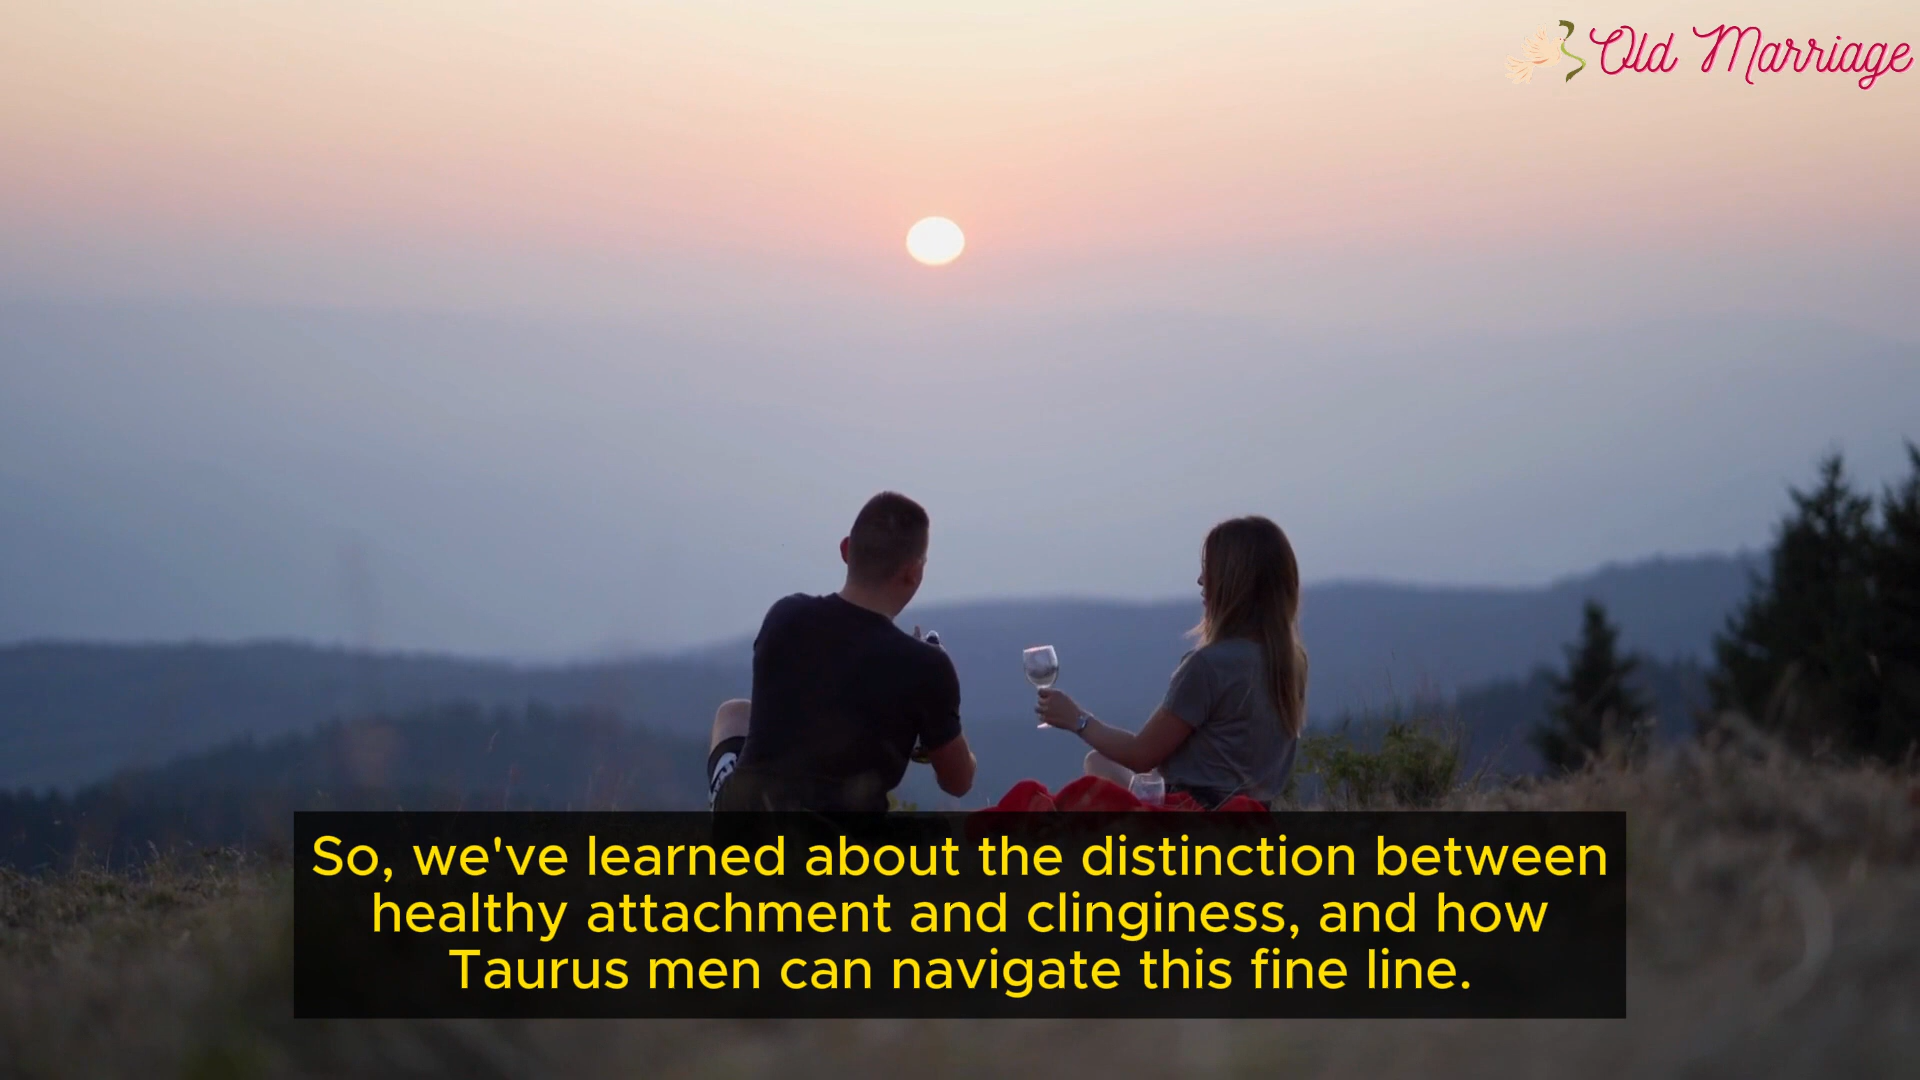 Old Marriage
So, we've learned about the distinction between
healthy attachment and clinginess, and how
Taurus men can navigate this fine line.